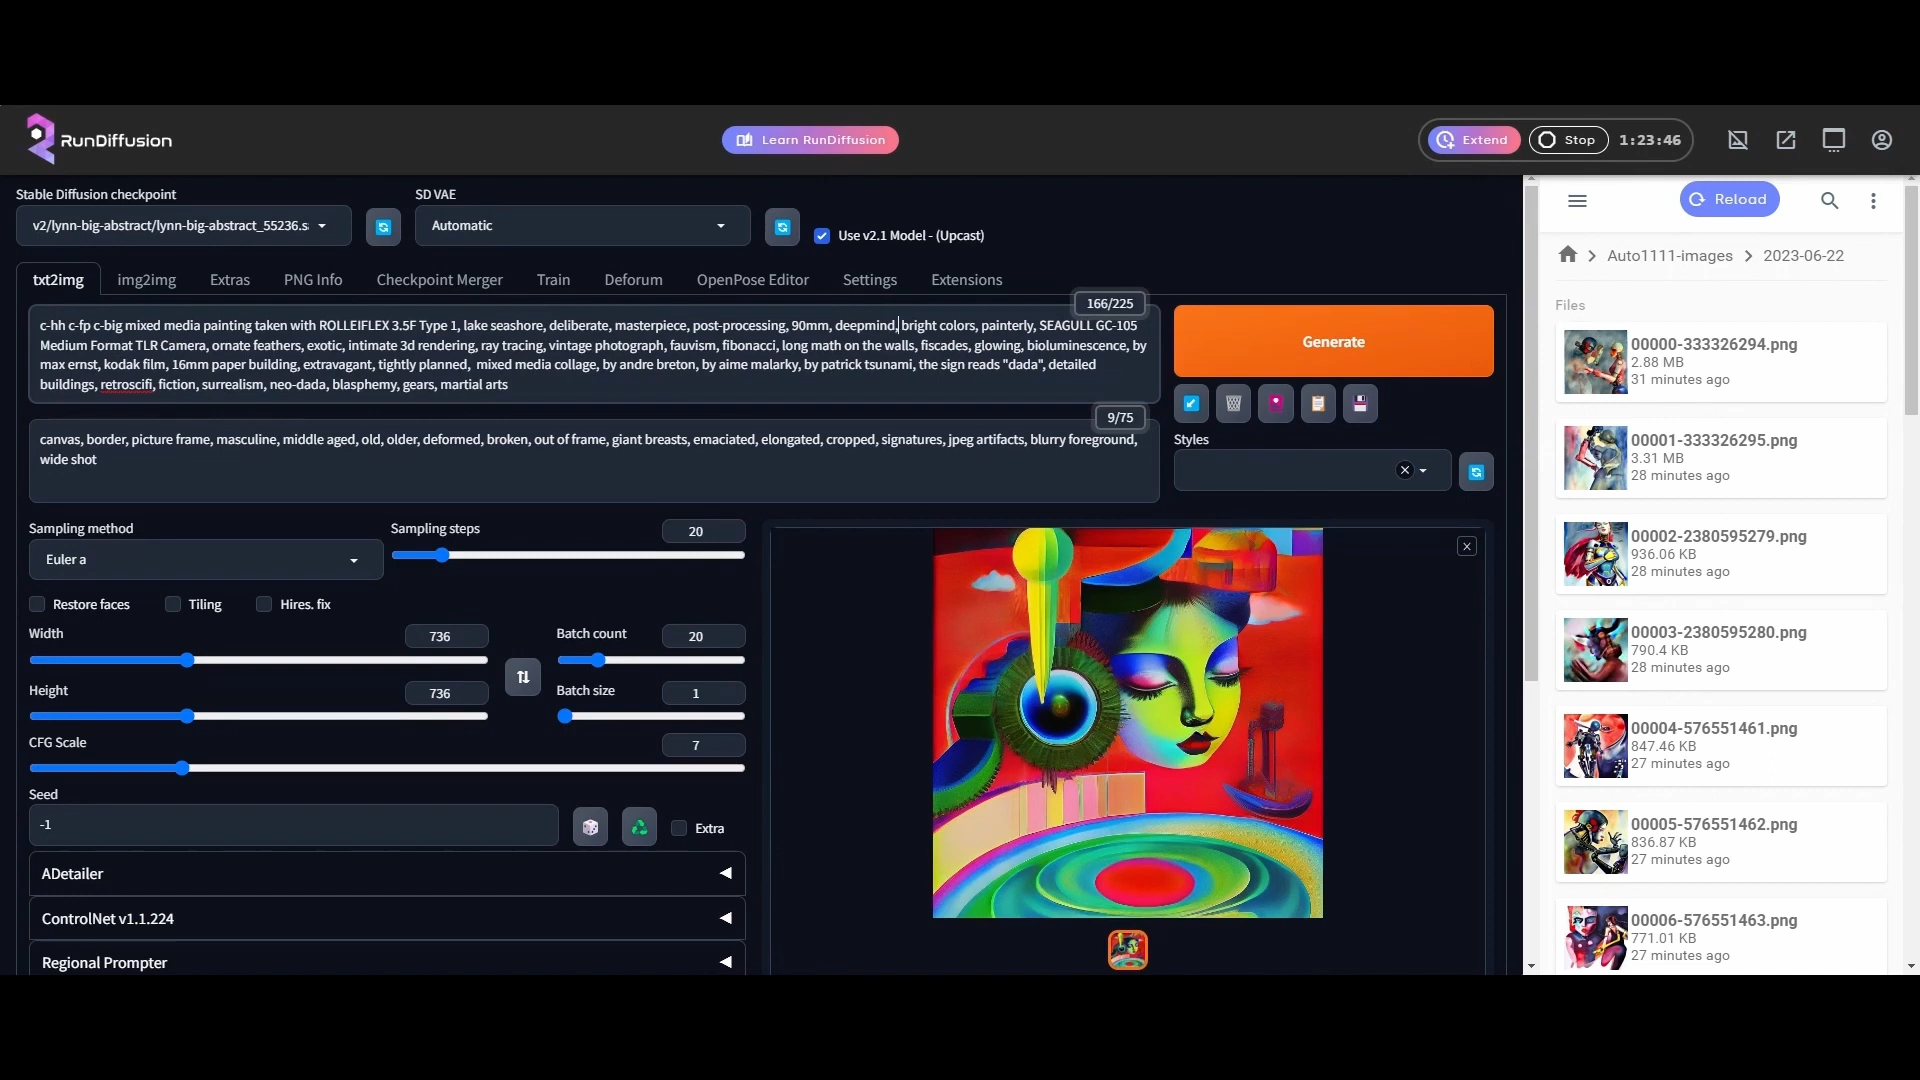 RunDiffusion
Learn RunDiffusion
Extend
Stop
1:23:46
Stable Diffusion checkpoint
v2/lynn-big-abstract/lynn-big-abstract_55236.s
SD VAE
Automatic
Use v2.1 Model - (Upcast)
txt2img
img2img
Extras
PNG Info
Checkpoint Merger
Train
Deforum
OpenPose Editor
Settings
Extensions
166/225
c-hh c-fp c-big mixed media painting taken with ROLLEIFLEX 3.5F Type 1, lake seashore, deliberate, masterpiece, post-processing, 90mm, deepmind, bright colors, painterly, SEAGULL GC-105
Medium Format TLR Camera, ornate feathers, exotic, intimate 3d rendering, ray tracing, vintage photograph, fauvism, fibonacci, long math on the walls, fiscades, glowing, bioluminescence, by
max ernst, kodak film, 16mm paper building, extravagant, tightly planned,  mixed media collage, by andre breton, by aime malarky, by patrick tsunami, the sign reads "dada", detailed
buildings, retroscifi, fiction, surrealism, neo-dada, blasphemy, gears, martial arts
Generate
9/75
canvas, border, picture frame, masculine, middle aged, old, older, deformed, broken, out of frame, giant breasts, emaciated, elongated, cropped, signatures, jpeg artifacts, blurry foreground,
wide shot
Styles
Sampling method
Euler a
Sampling steps
20
Restore faces
Tiling
Hires. fix
Width
736
Batch count
20
Height
736
Batch size
1
CFG Scale
7
Seed
-1
Extra
ADetailer
ControlNet v1.1.224
Regional Prompter
Reload
Auto1111-images
2023-06-22
Files
00000-333326294.png
2.88 MB
31 minutes ago
00001-333326295.png
3.31 MB
28 minutes ago
00002-2380595279.png
936.06 KB
28 minutes ago
00003-2380595280.png
790.4 KB
28 minutes ago
00004-576551461.png
847.46 KB
27 minutes ago
00005-576551462.png
836.87 KB
27 minutes ago
00006-576551463.png
771.01 KB
27 minutes ago